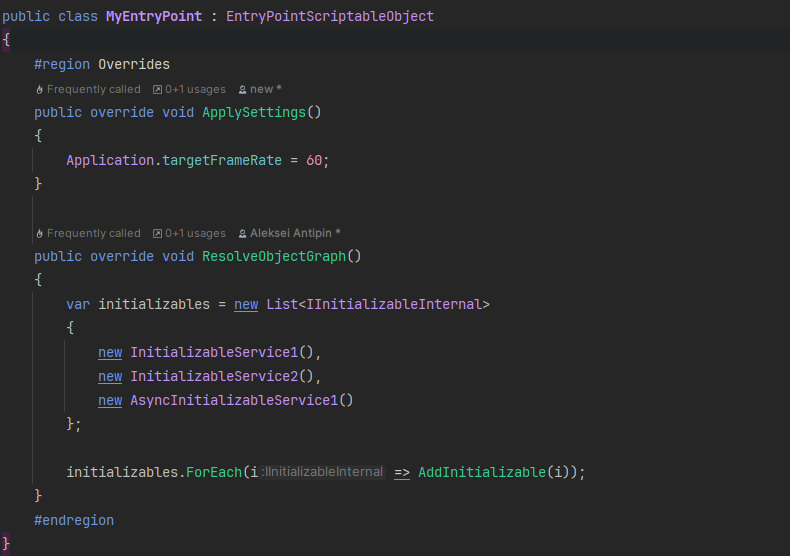 public class MyEntryPoint : EntryPointScriptableObject
{
#region Overrides
Frequently called 0+1 usages new *
public override void ApplySettings()
{
Application.targetFrameRate = 60;
}
Frequently called 0+1 usages Aleksei Antipin *
public override void ResolveObjectGraph()
{
var initializables = new List<IInitializableInternal>
{
new InitializableService1(),
new InitializableService2(),
new AsyncInitializableService1()
};
initializables.ForEach(i :IInitializableInternal => AddInitializable(i));
}
#endregion
}